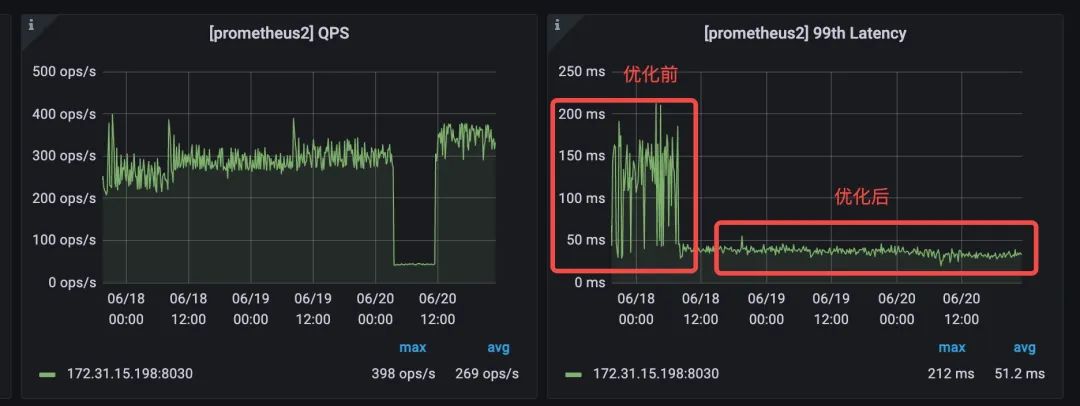 [prometheus2] QPS
500 ops/s
400 ops/s
300 ops/s
200 ops/s
100 ops/s
0 ops/s
06/18 00:00
06/18 12:00
06/19 00:00
06/19 12:00
06/20 00:00
06/20 12:00
max avg
172.31.15.198:8030 398 ops/s 269 ops/s
[prometheus2] 99th Latency
优化前
250 ms
200 ms
150 ms
100 ms
50 ms
0 ms
优化后
06/18 00:00
06/18 12:00
06/19 00:00
06/19 12:00
06/20 00:00
06/20 12:00
max avg
172.31.15.198:8030 212 ms 51.2 ms